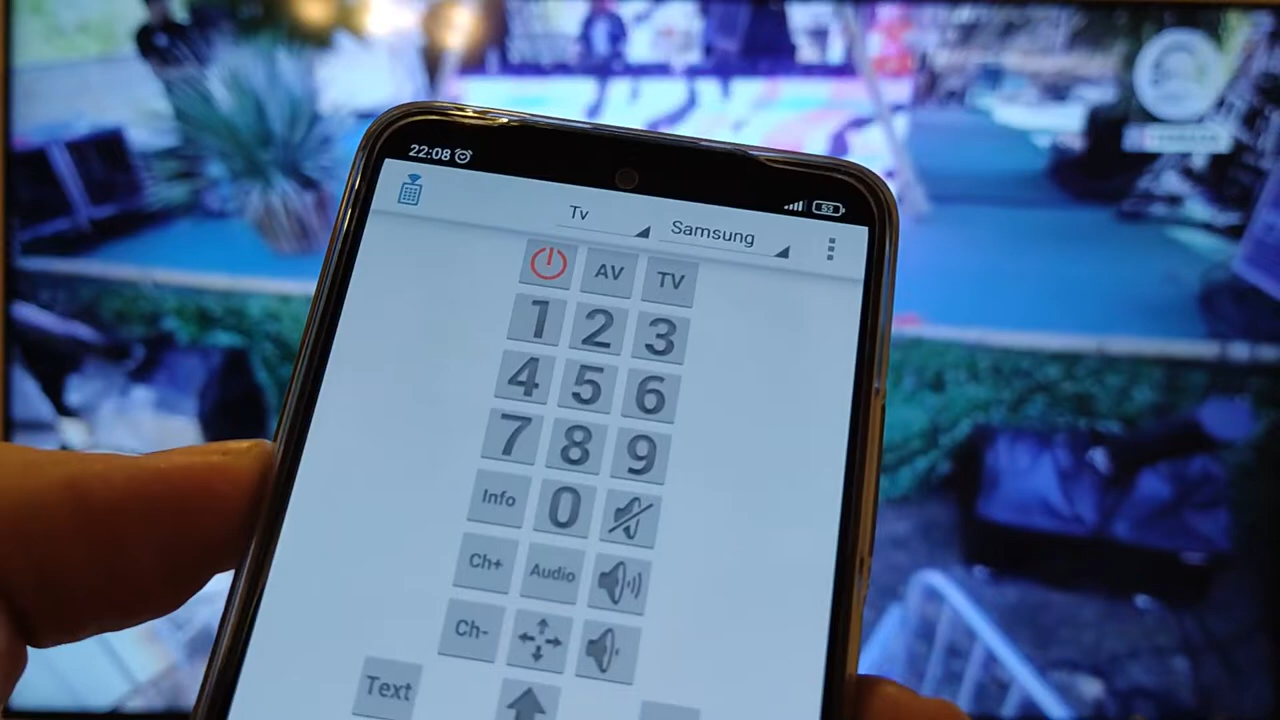 22:08
53
Tv Samsung
AV TV
1 2 3
4 5 6
7 8 9
Info 0
Ch+ Audio
Ch-
Text